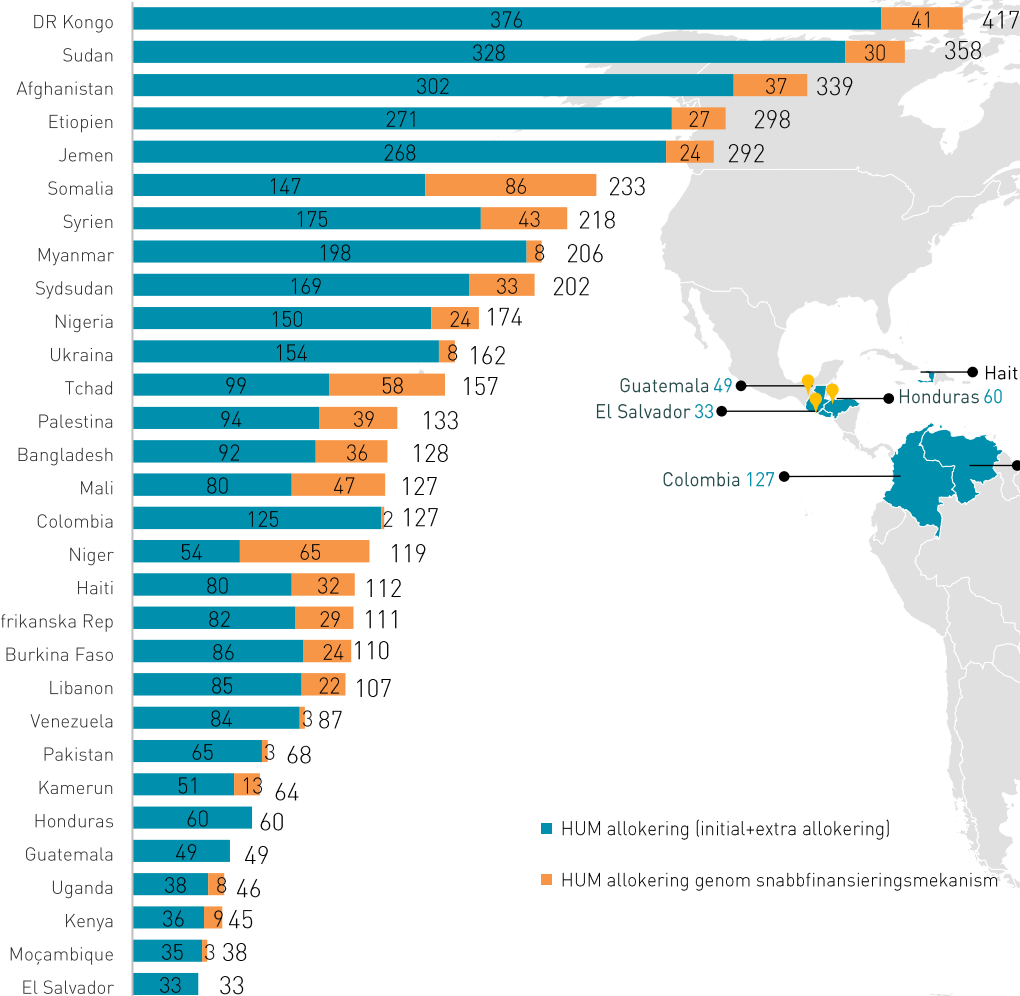 DR Kongo 376 41 417
Sudan 328 30 358
Afghanistan 302 37 339
Etiopien 271 27 298
Jemen 268 24 292
Somalia 147 86 233
Syrien 175 43 218
Myanmar 198 8 206
Sydsudan 169 33 202
Nigeria 150 24 174
Ukraina 154 8 162
Tchad 99 58 157
Palestina 94 39 133
Bangladesh 92 36 128
Mali 80 47 127
Colombia 125 2 127
Niger 54 65 119
Haiti 80 32 112
frikanska Rep 82 29 111
Burkina Faso 86 24 110
Libanon 85 22 107
Venezuela 84 3 87
Pakistan 65 3 68
Kamerun 51 13 64
Honduras 60 60
Guatemala 49 49
Uganda 38 8 46
Kenya 36 9 45
Moçambique 35 3 38
El Salvador 33 33
Hait
Guatemala 49
Honduras 60
El Salvador 33
Colombia 127
HUM allokering (initial+extra allokering)
HUM allokering genom snabbfinansieringsmekanism